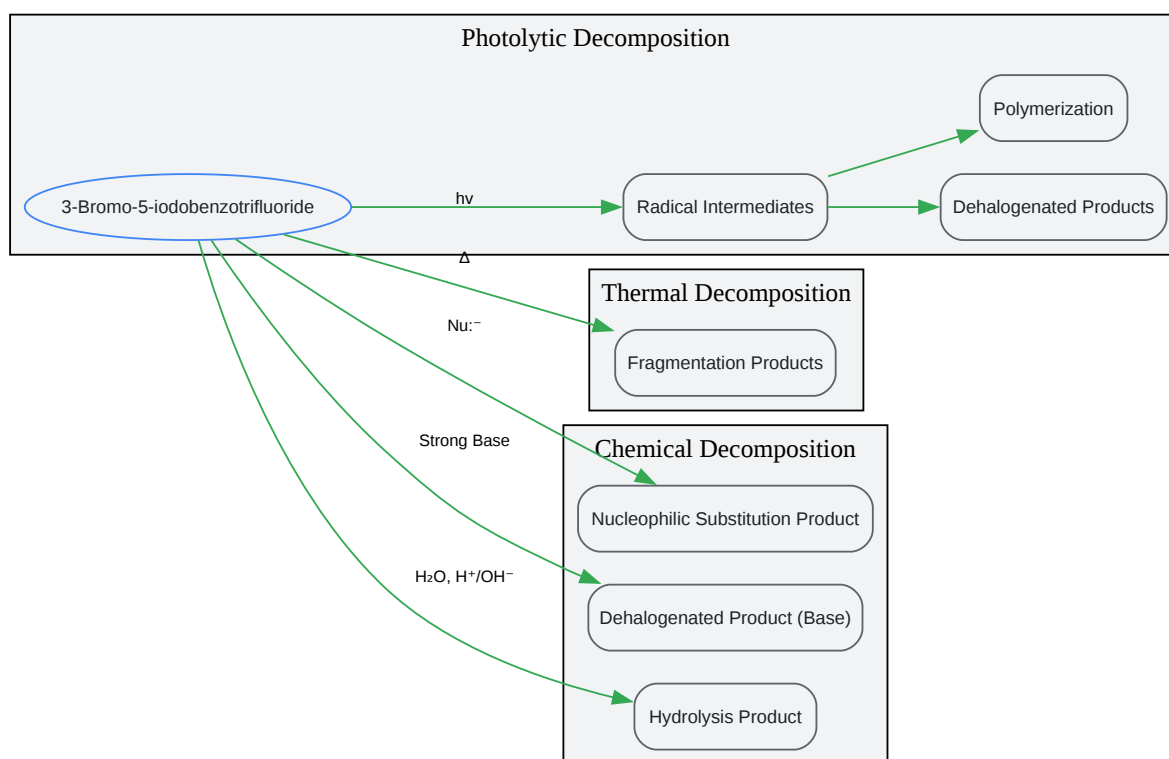 Photolytic Decomposition
Polymerization
3-Bromo-5-iodobenzotrifluoride
hv
Radical Intermediates
Dehalogenated Products
Δ
Thermal Decomposition
Nu:⁻
Fragmentation Products
Strong Base
Chemical Decomposition
Nucleophilic Substitution Product
H₂O, H⁺/OH⁻
Dehalogenated Product (Base)
Hydrolysis Product